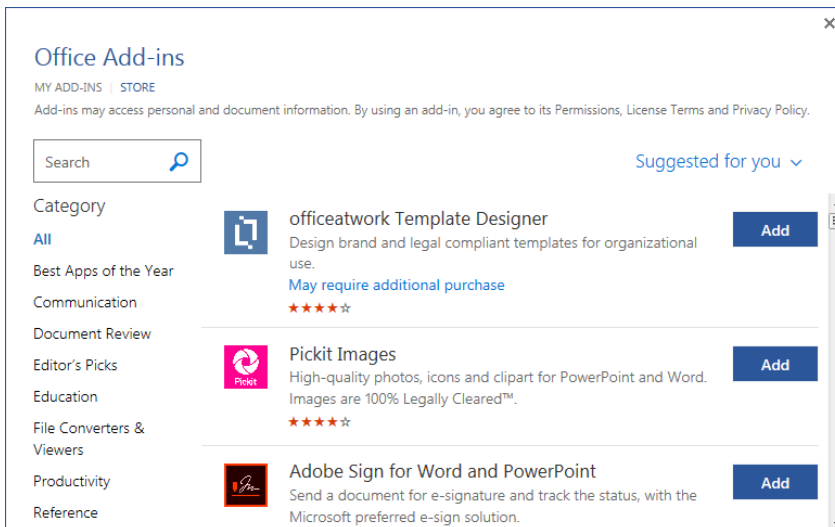 Office Add-ins
MY ADD-INS | STORE
Add-ins may access personal and document information. By using an add-in, you agree to its Permissions, License Terms and Privacy Policy.
Search
Suggested for you
Category
All
Best Apps of the Year
Communication
Document Review
Editor's Picks
Education
File Converters &
Viewers
Productivity
Reference
officeatwork Template Designer
Design brand and legal compliant templates for organizational
use.
May require additional purchase
Add
Pickit
Pickit Images
High-quality photos, icons and clipart for PowerPoint and Word.
Images are 100% Legally Cleared™.
Add
Adobe Sign for Word and PowerPoint
Send a document for e-signature and track the status, with the
Microsoft preferred e-sign solution.
Add